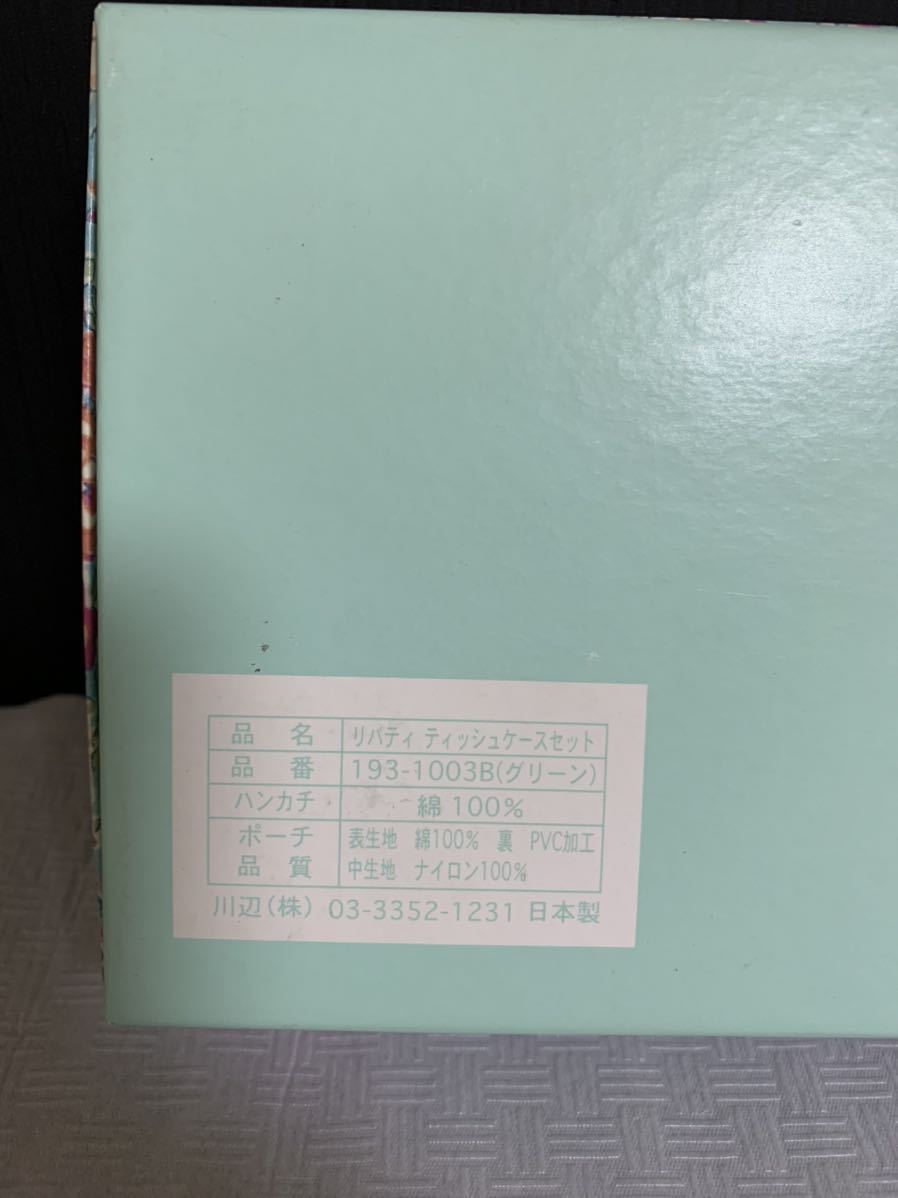 品 名 リバティ ティッシュケースセット
品 番 193-1003B(グリーン)
ハンカチ 綿100%
ポーチ 表生地 綿100% 裏 PVC加工
品 質 中生地 ナイロン100%
川辺(株) 03-3352-1231 日本製